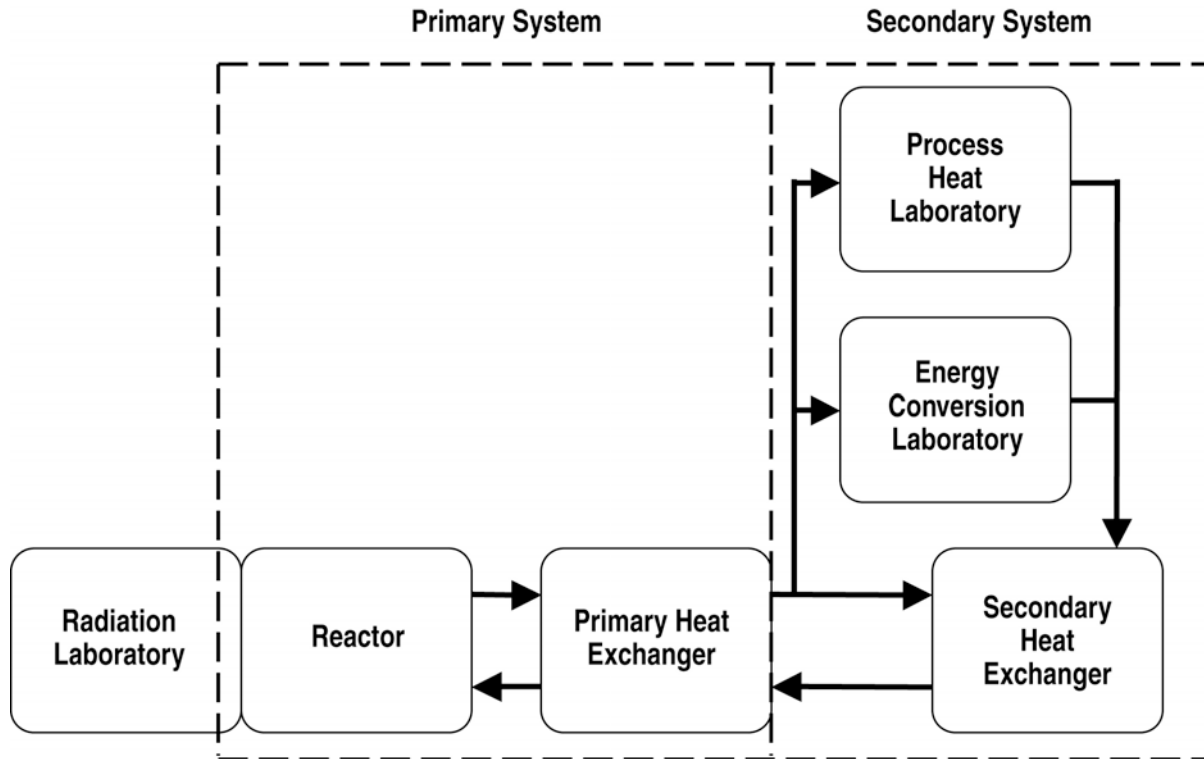 Primary System
Secondary System
Process
Heat
Laboratory
Energy
Conversion
Laboratory
Radiation
Laboratory
Reactor
Primary Heat
Exchanger
Secondary
Heat
Exchanger